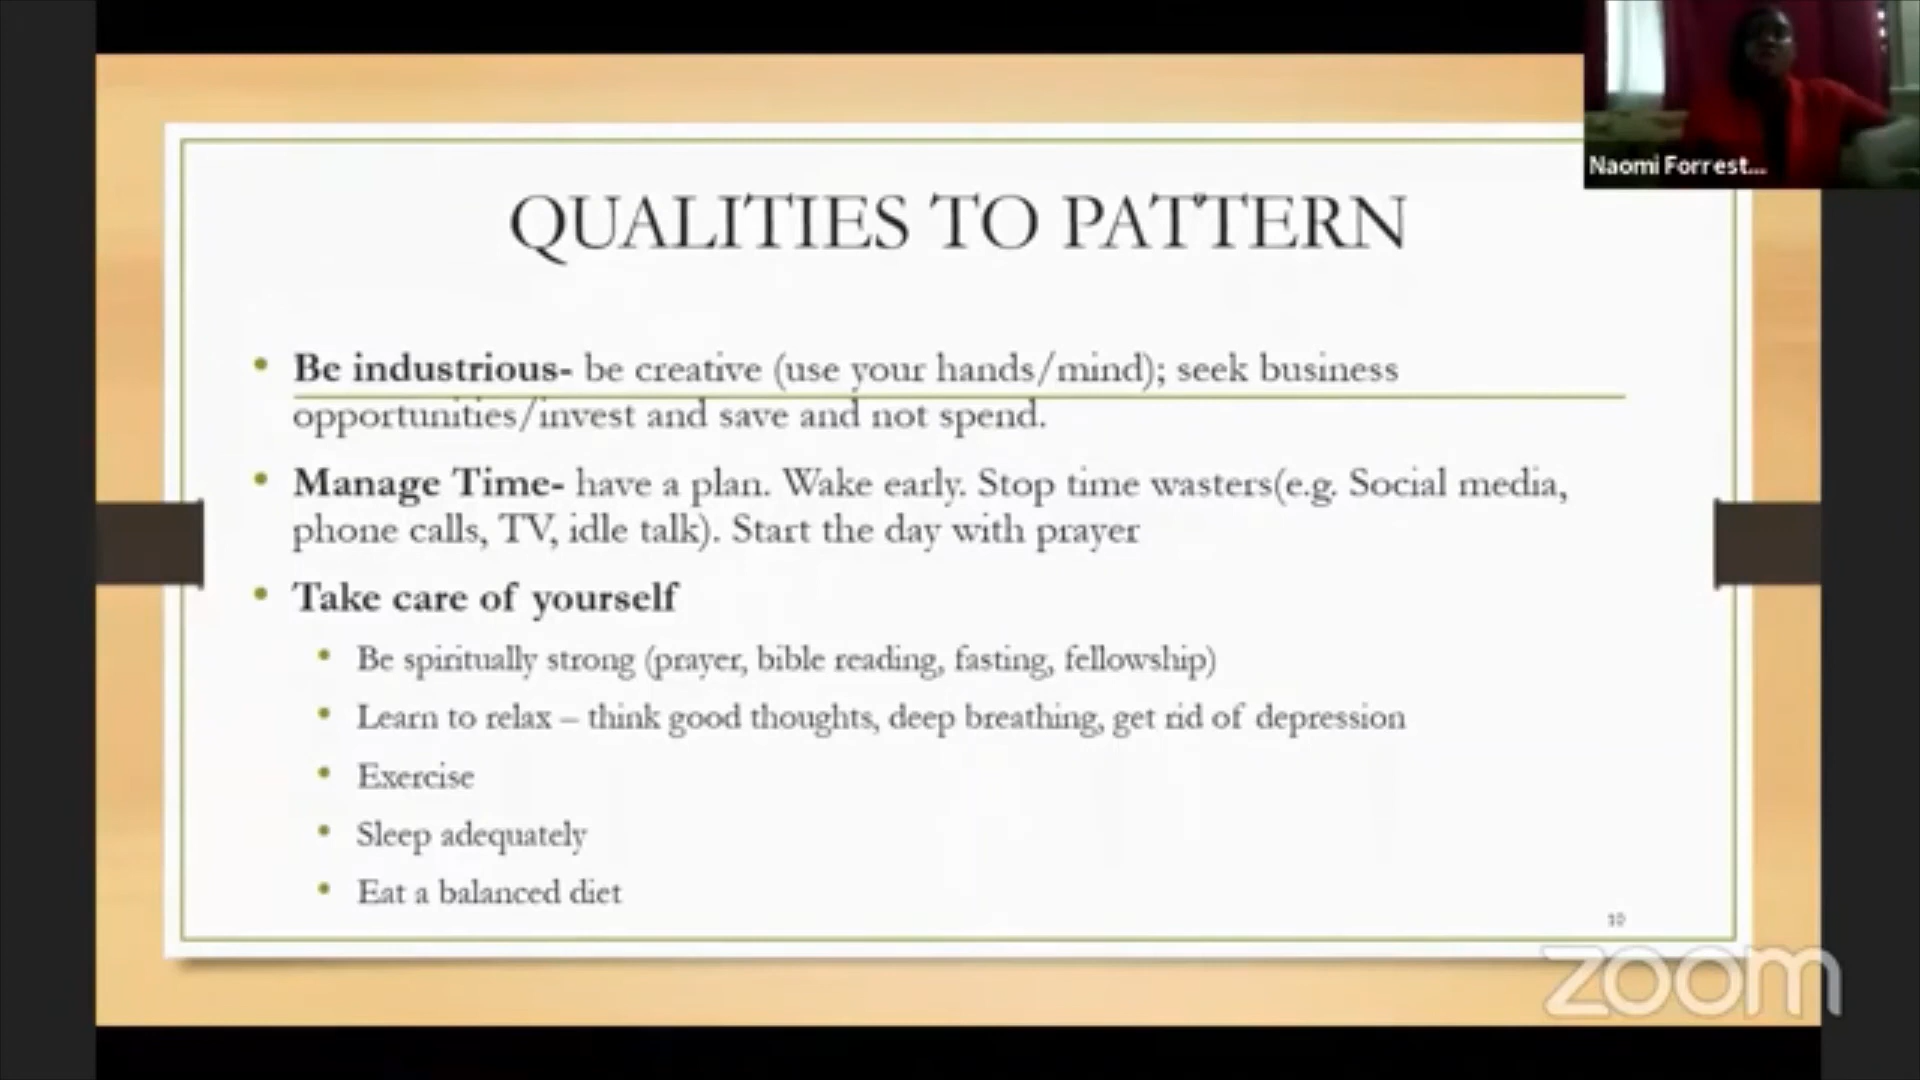 Naomi Forrest...
QUALITIES TO PATTERN
• Be industrious- be creative (use your hands/mind); seek business
opportunities/invest and save and not spend.
• Manage Time- have a plan. Wake early. Stop time wasters(e.g. Social media,
phone calls, TV, idle talk). Start the day with prayer
• Take care of yourself
• Be spiritually strong (prayer, bible reading, fasting, fellowship)
• Learn to relax – think good thoughts, deep breathing, get rid of depression
• Exercise
• Sleep adequately
• Eat a balanced diet
10
zoom